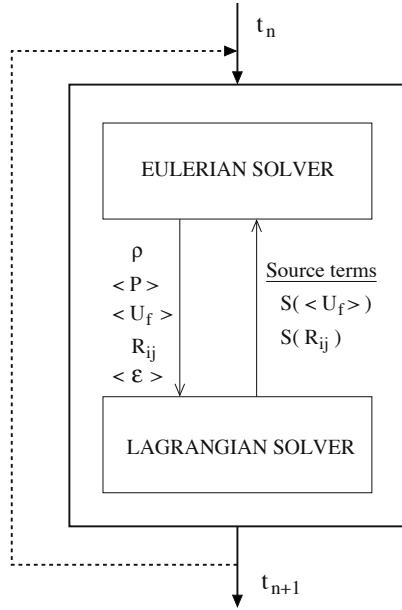 t_n
EULERIAN SOLVER
ρ
< P >
< U_f >
R_ij
< ε >
Source terms
S( < U_f > )
S( R_ij )
LAGRANGIAN SOLVER
t_n+1